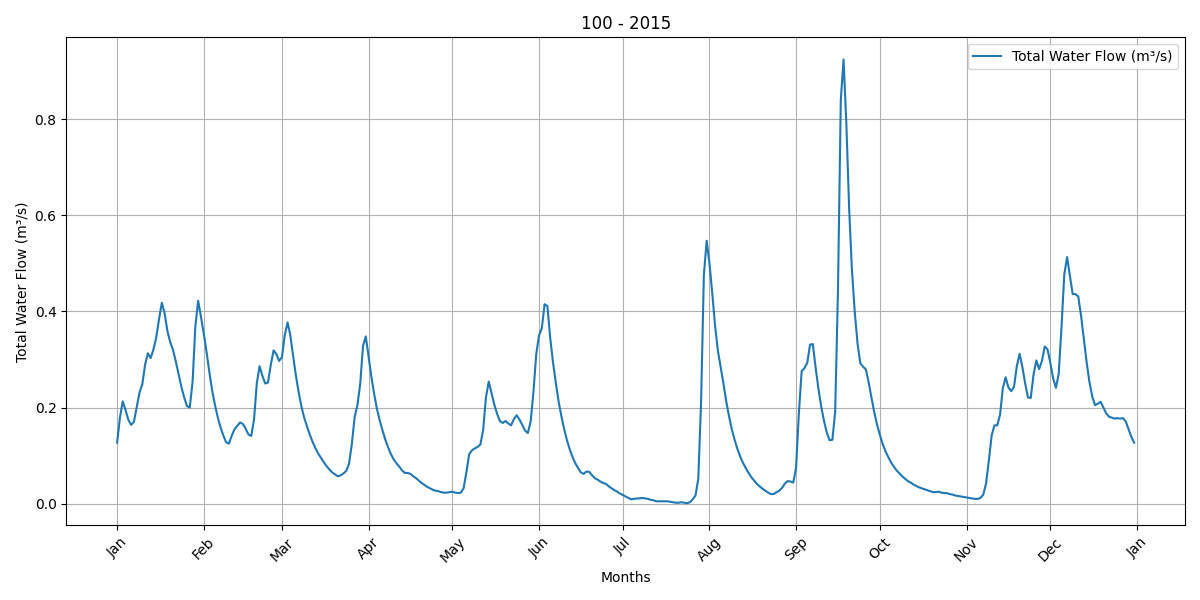 100 - 2015
Total Water Flow (m³/s)
Total Water Flow (m³/s)
0.8
0.6
0.4
0.2
0.0
Jan
Feb
Mar
Apr
May
Jun
Jul
Aug
Sep
Oct
Nov
Dec
Jan
Months